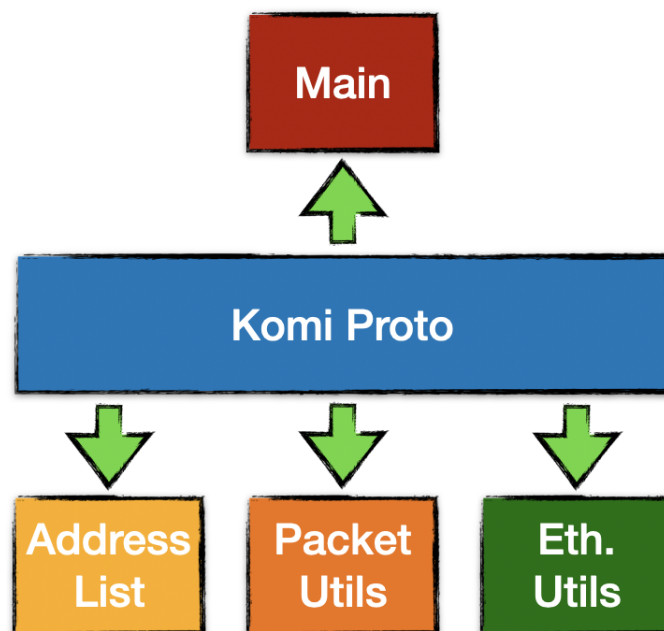 Main
Komi Proto
Address
List
Packet
Utils
Eth.
Utils